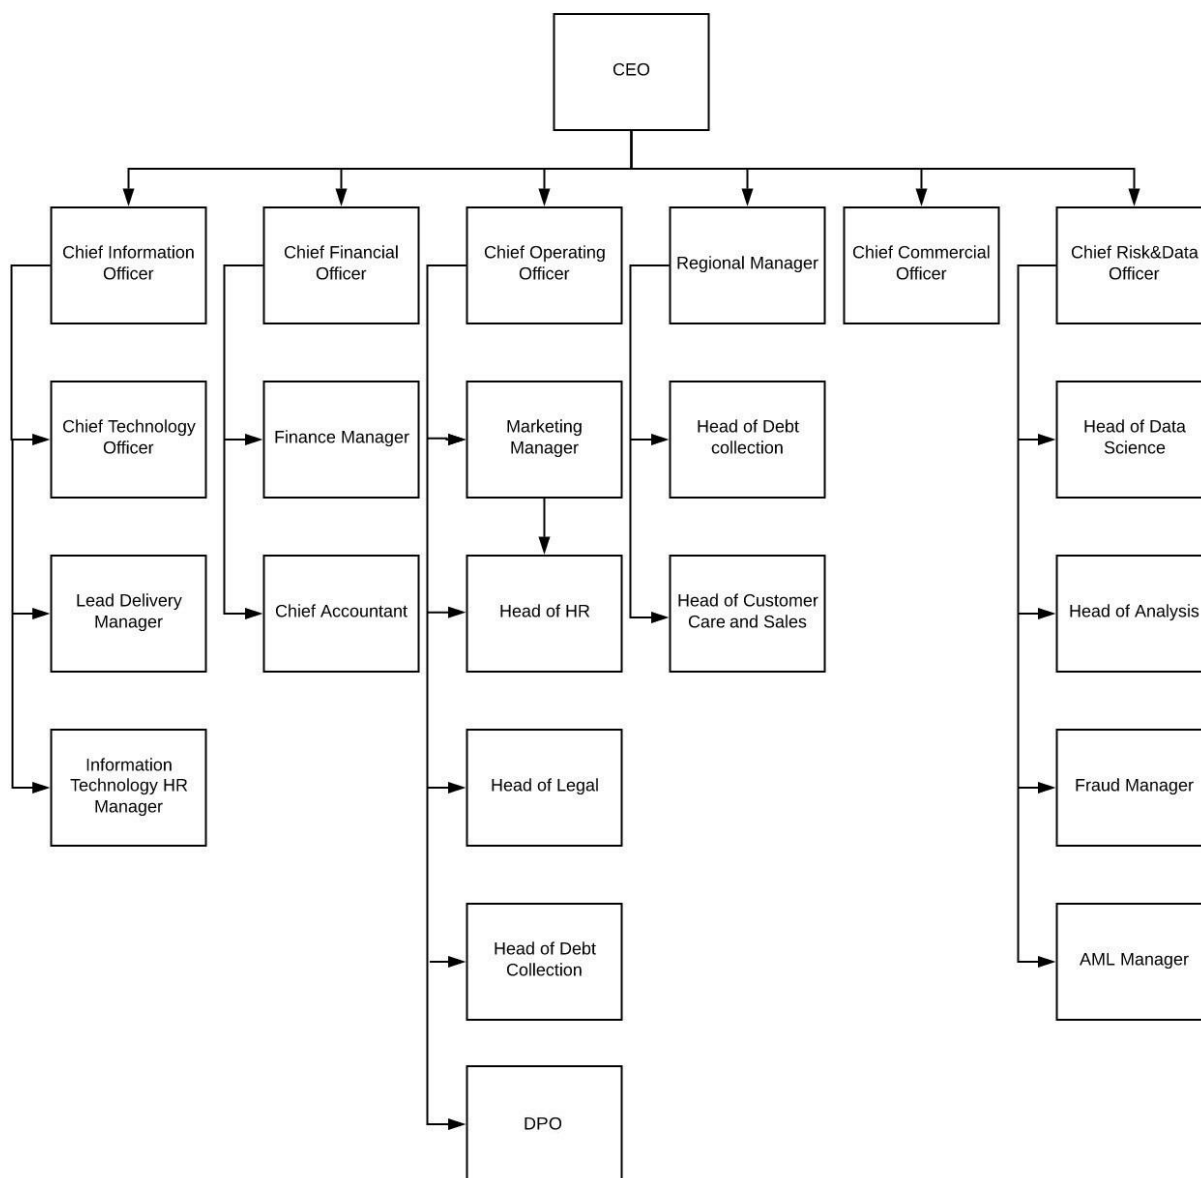 CEO
Chief Information
Officer
Chief Financial
Officer
Chief Operating
Officer
Regional Manager
Chief Commercial
Officer
Chief Risk&Data
Officer
Chief Technology
Officer
Finance Manager
Marketing
Manager
Head of Debt
collection
Head of Data
Science
Lead Delivery
Manager
Chief Accountant
Head of HR
Head of Customer
Care and Sales
Head of Analysis
Information
Technology HR
Manager
Head of Legal
Fraud Manager
Head of Debt
Collection
AML Manager
DPO